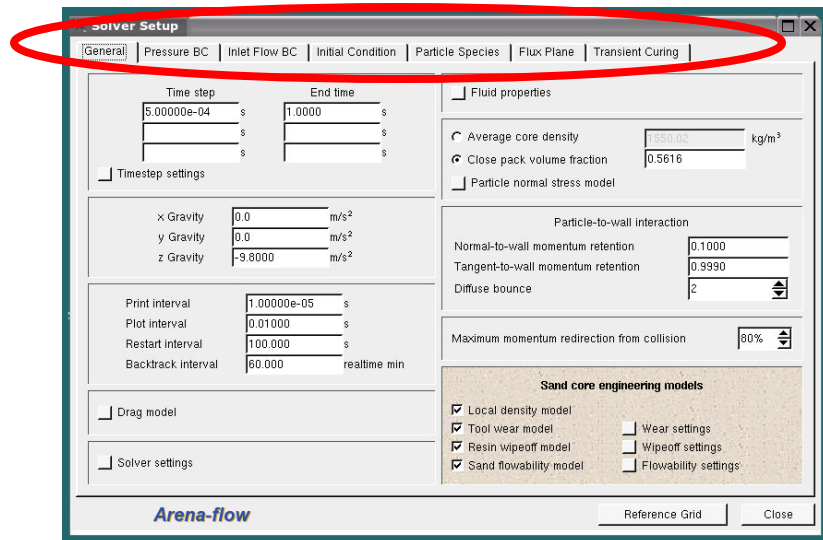 Solver Setup
General Pressure BC Inlet Flow BC Initial Condition Particle Species Flux Plane Transient Curing
Time step End time
5.00000e-04 s 1.0000 s
s s
s s
Timestep settings
x Gravity 0.0 m/s²
y Gravity 0.0 m/s²
z Gravity -9.8000 m/s²
Print interval 1.00000e-05 s
Plot interval 0.01000 s
Restart interval 100.000 s
Backtrack interval 60.000 realtime min
Drag model
Solver settings
Fluid properties
Average core density 1550.02 kg/m³
Close pack volume fraction 0.5616
Particle normal stress model
Particle-to-wall interaction
Normal-to-wall momentum retention 0.1000
Tangent-to-wall momentum retention 0.9990
Diffuse bounce 2
Maximum momentum redirection from collision 80%
Sand core engineering models
Local density model
Tool wear model Wear settings
Resin wipeoff model Wipeoff settings
Sand flowability model Flowability settings
Arena-flow Reference Grid Close